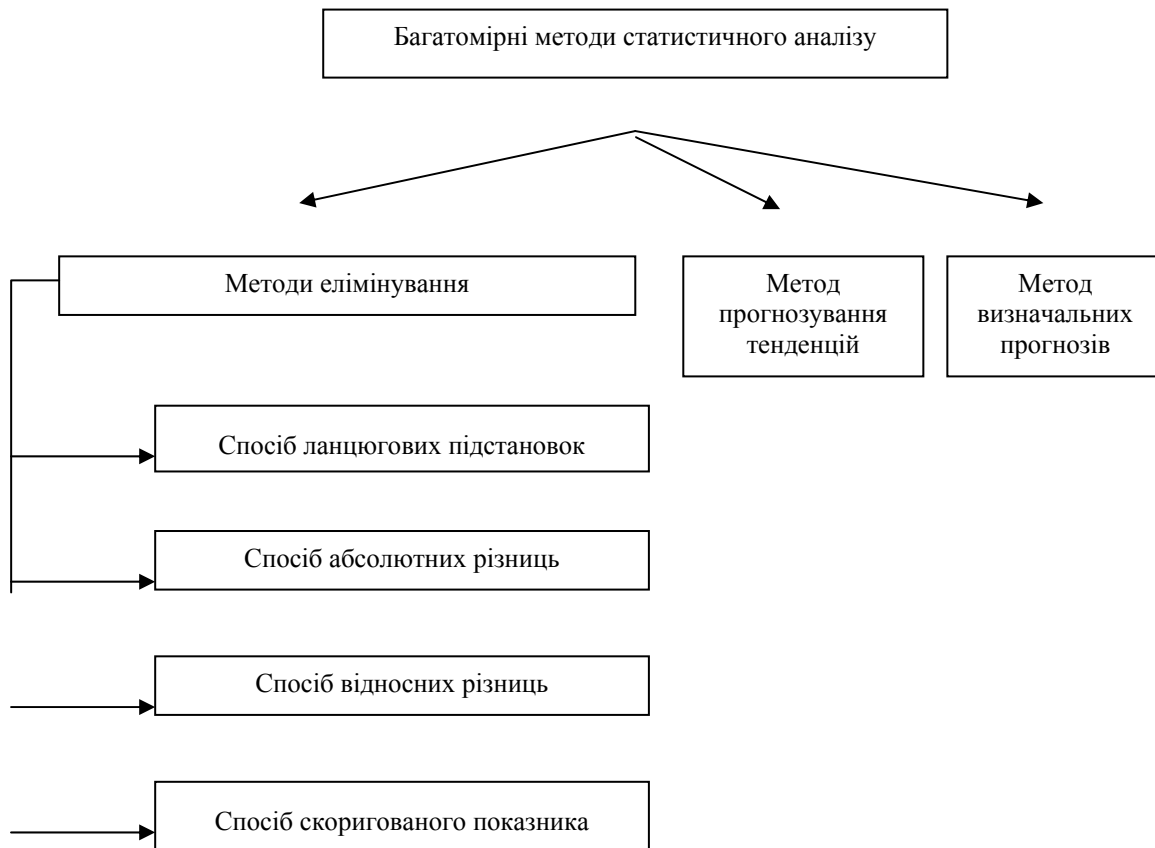 Багатомірні методи статистичного аналізу
Методи елімінування
Метод
прогнозування
тенденцій
Метод
визначальних
прогнозів
Спосіб ланцюгових підстановок
Спосіб абсолютних різниць
Спосіб відносних різниць
Спосіб скоригованого показника